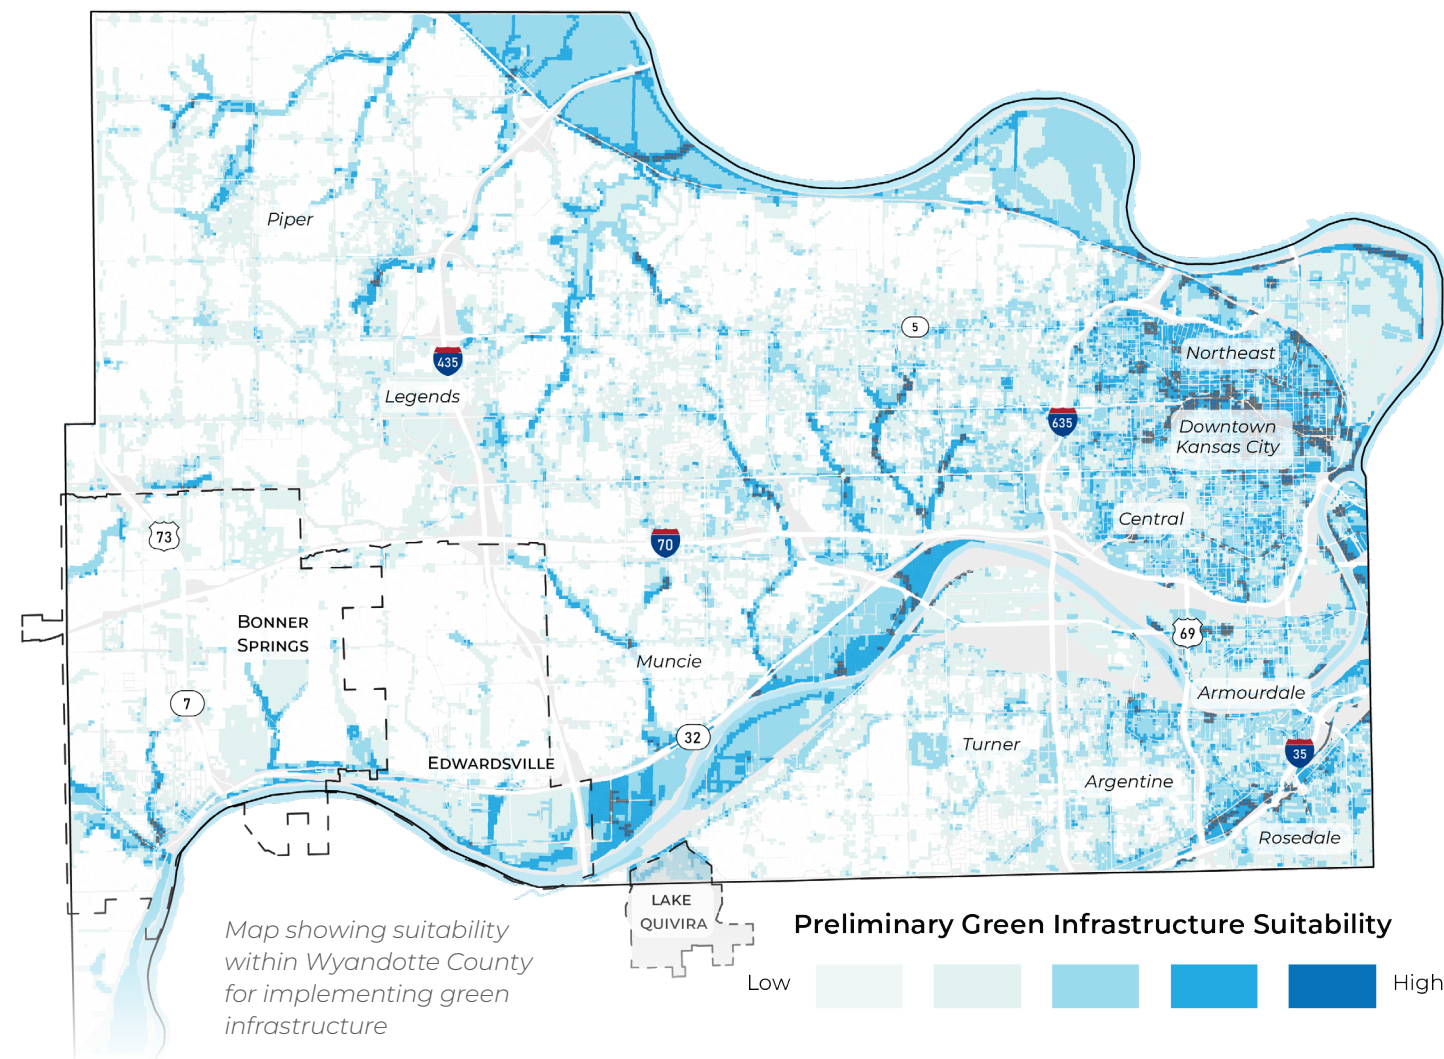 Piper
5
Northeast
435
Legends
635
Downtown
Kansas City
Central
73
70
BONNER
SPRINGS
69
Mucie
Armourdale
7
32
Turner
35
EDWARDSVILLE
Argentine
Rosedale
LAKE
QUIVIRA
Map showing suitability
within Wyandotte County
for implementing green
infrastructure
Preliminary Green Infrastructure Suitability
Low
High